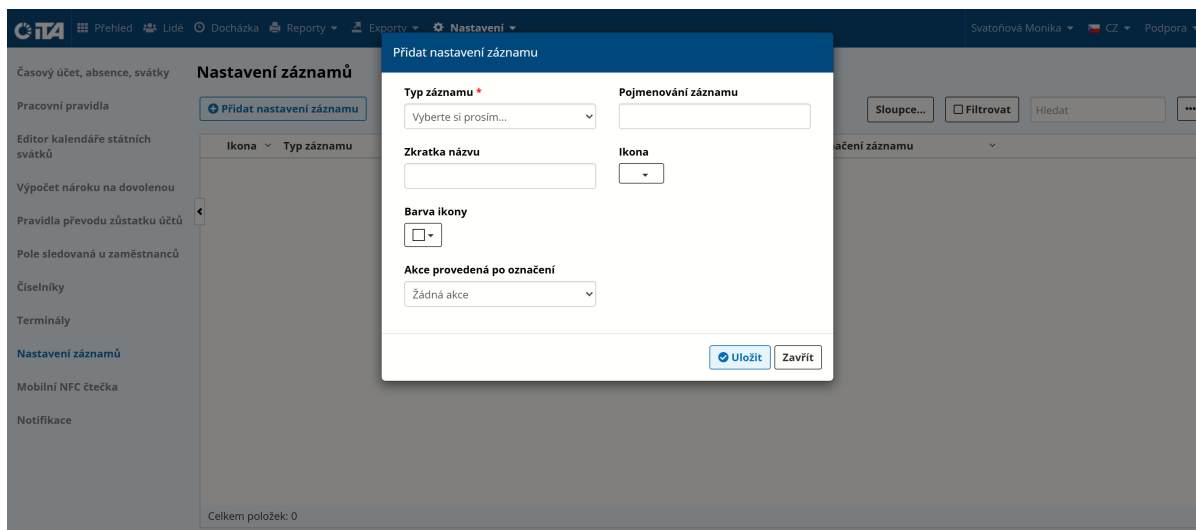 GITA Přehled Lidé Docházka Reporty Exporty Nastavení Svatoňová Monika CZ Podpora
Přidat nastavení záznamu
Časový účet, absence, svátky
Nastavení záznamů
Pracovní pravidla
Přidat nastavení záznamu
Typ záznamu *
Pojmenování záznamu
Vyberte si prosím...
Sloupce...
Filtrovat
Hledat
Editor kalendáře státních
svátků
Ikona Typ záznamu
ačení záznamu
Zkratka názvu
Ikona
Výpočet nároku na dovolenou
Pravidla převodu zůstatku účtů
Barva ikony
Pole sledovaná u zaměstnanců
Akce provedená po označení
Číselníky
Žádná akce
Terminály
Nastavení záznamů
Uložit
Zavřít
Mobilní NFC čtečka
Notifikace
Celkem položek: 0